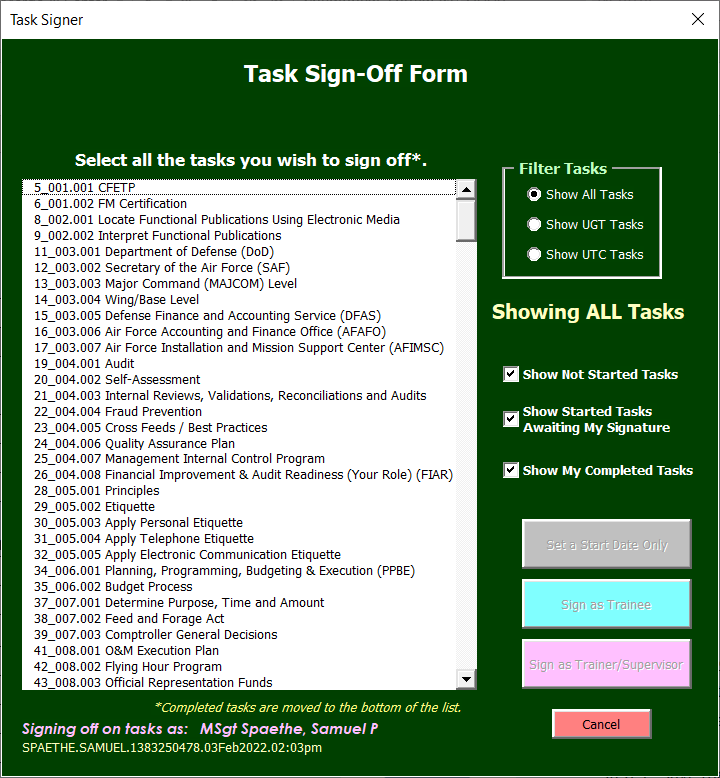 Task Signer
Task Sign-Off Form
Select all the tasks you wish to sign off*.
5_001.001 CFETP
6_001.002 FM Certification
8_002.001 Locate Functional Publications Using Electronic Media
9_002.002 Interpret Functional Publications
11_003.001 Department of Defense (DoD)
12_003.002 Secretary of the Air Force (SAF)
13_003.003 Major Command (MAJCOM) Level
14_003.004 Wing/Base Level
15_003.005 Defense Finance and Accounting Service (DFAS)
16_003.006 Air Force Accounting and Finance Office (AFAFO)
17_003.007 Air Force Installation and Mission Support Center (AFIMSC)
19_004.001 Audit
20_004.002 Self-Assessment
21_004.003 Internal Reviews, Validations, Reconciliations and Audits
22_004.004 Fraud Prevention
23_004.005 Cross Feeds / Best Practices
24_004.006 Quality Assurance Plan
25_004.007 Management Internal Control Program
26_004.008 Financial Improvement & Audit Readiness (Your Role) (FIAR)
28_005.001 Principles
29_005.002 Etiquette
30_005.003 Apply Personal Etiquette
31_005.004 Apply Telephone Etiquette
32_005.005 Apply Electronic Communication Etiquette
34_006.001 Planning, Programming, Budgeting & Execution (PPBE)
35_006.002 Budget Process
37_007.001 Determine Purpose, Time and Amount
38_007.002 Feed and Forage Act
39_007.003 Comptroller General Decisions
41_008.001 O&M Execution Plan
42_008.002 Flying Hour Program
43_008.003 Official Representation Funds
*Completed tasks are moved to the bottom of the list.
Signing off on tasks as: MSgt Spaethe, Samuel P
SPAETHE.SAMUEL.1383250478.03Feb2022.02:03pm
Filter Tasks
Show All Tasks
Show UGT Tasks
Show UTC Tasks
Showing ALL Tasks
Show Not Started Tasks
Show Started Tasks
Awaiting My Signature
Show My Completed Tasks
Set a Start Date Only
Sign as Trainee
Sign as Trainer/Supervisor
Cancel